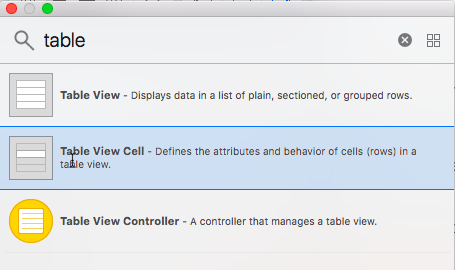 table
Table View - Displays data in a list of plain, sectioned, or grouped rows.
Table View Cell - Defines the attributes and behavior of cells (rows) in a
table view.
Table View Controller - A controller that manages a table view.